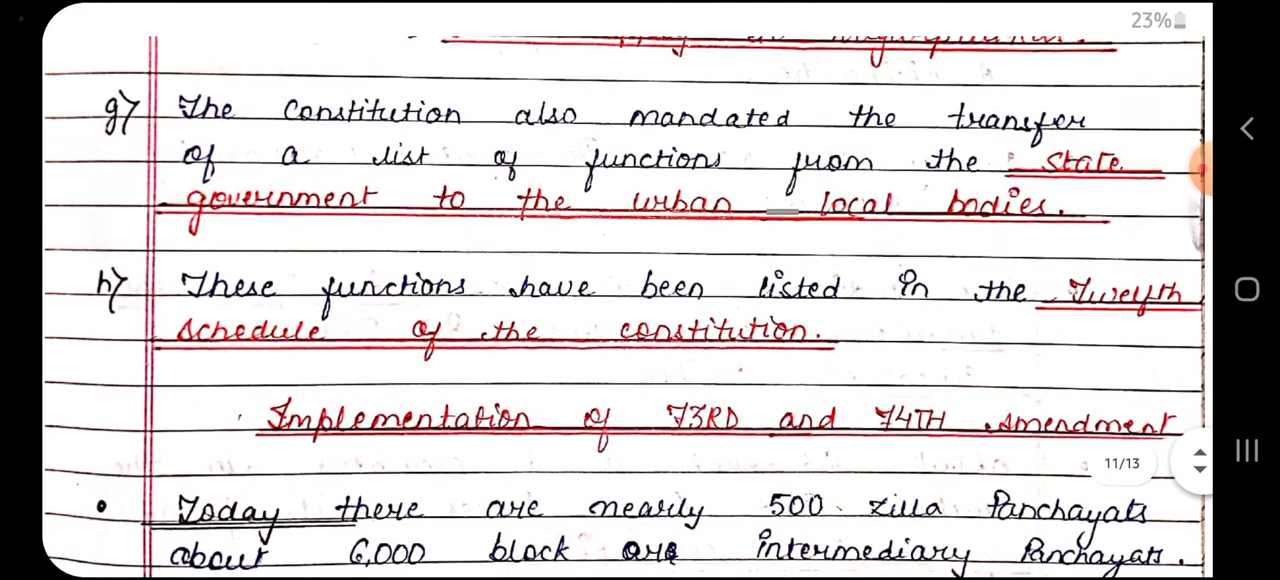 23%
g) The constitution also mandated the transfer
of a list of functions from the state
government to the urban local bodies.
h) These functions have been listed in the Twelfth
schedule of the constitution.
Implementation of 73RD and 74TH Amendment
11/13
• Today there are nearly 500 zilla Panchayats
about 6,000 block are intermediary Panchayats.